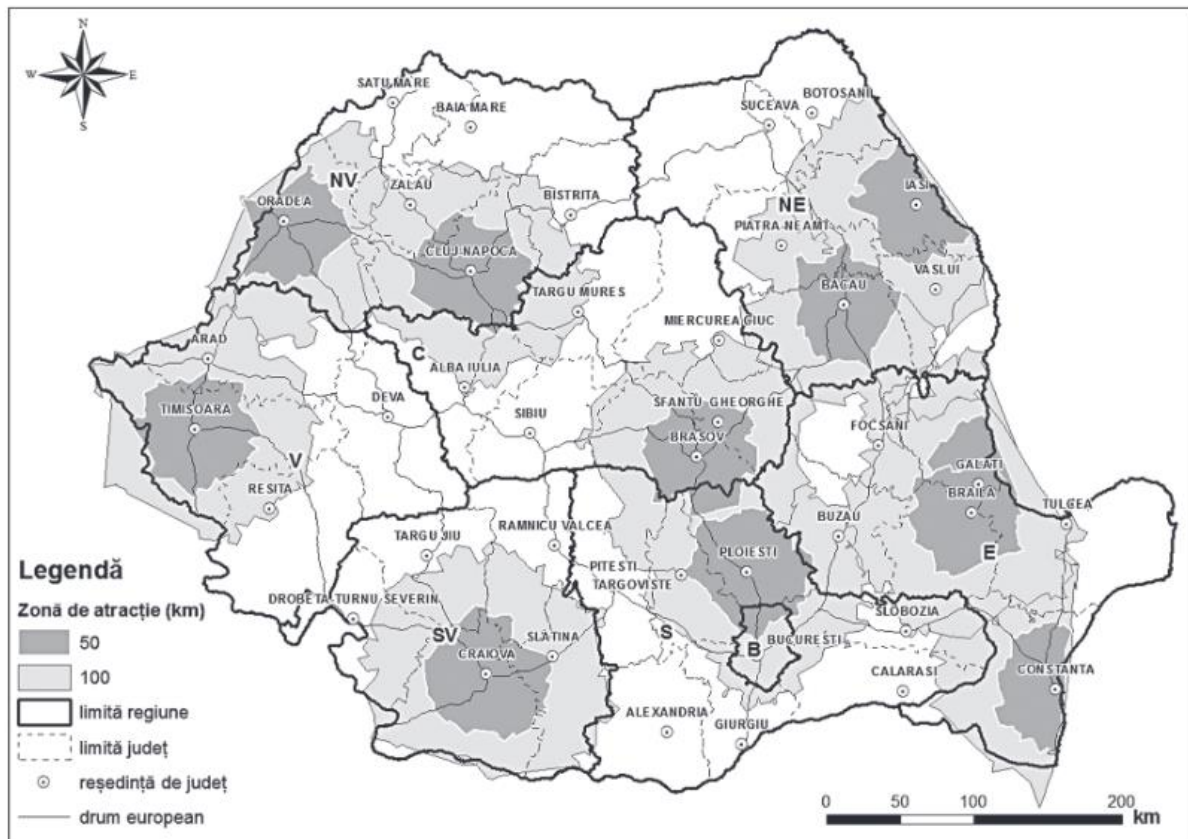 N
W E
S
SATU MARE
BAIA MARE
SUCEAVA
BOTOSANI
NV
ZALAU
BISTRITA
ORADEA
IASI
NE
PIATRA-NEAMT
CLUJ-NAPOCA
VASLUI
BACAU
TARGU MURES
MIERCUREA CIUC
ARAD
C
ALBA IULIA
DEVA
SIBIU
SFANTU-GHEORGHE
BRASOV
TIMISOARA
FOCSANI
V
RESITA
GALATI
BRAILA
TULCEA
BUZAU
E
TARGU JIU
RAMNICU VALCEA
PLOIESTI
PITESTI
TARGOVISTE
DROBETA-TURNU SEVERIN
SV
SLATINA
CRAIOVA
S
B
BUCURESTI
SLOBOZIA
CALARASI
CONSTANTA
ALEXANDRIA
GIURGIU
Legendă
Zonă de atracție (km)
50
100
limită regiune
limită județ
reședință de județ
drum european
0 50 100 200
km